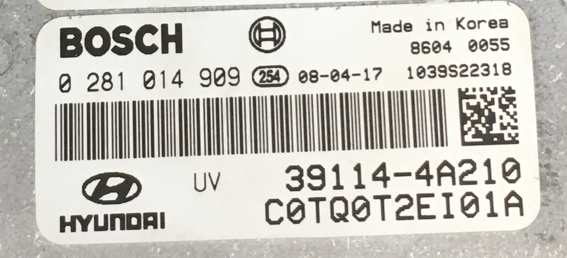 BOSCH
Made in Korea
8604 0055
0 281 014 909 254 08-04-17 1039S22318
UV 39114-4A210
HYUNDAI C0TQ0T2EI01A